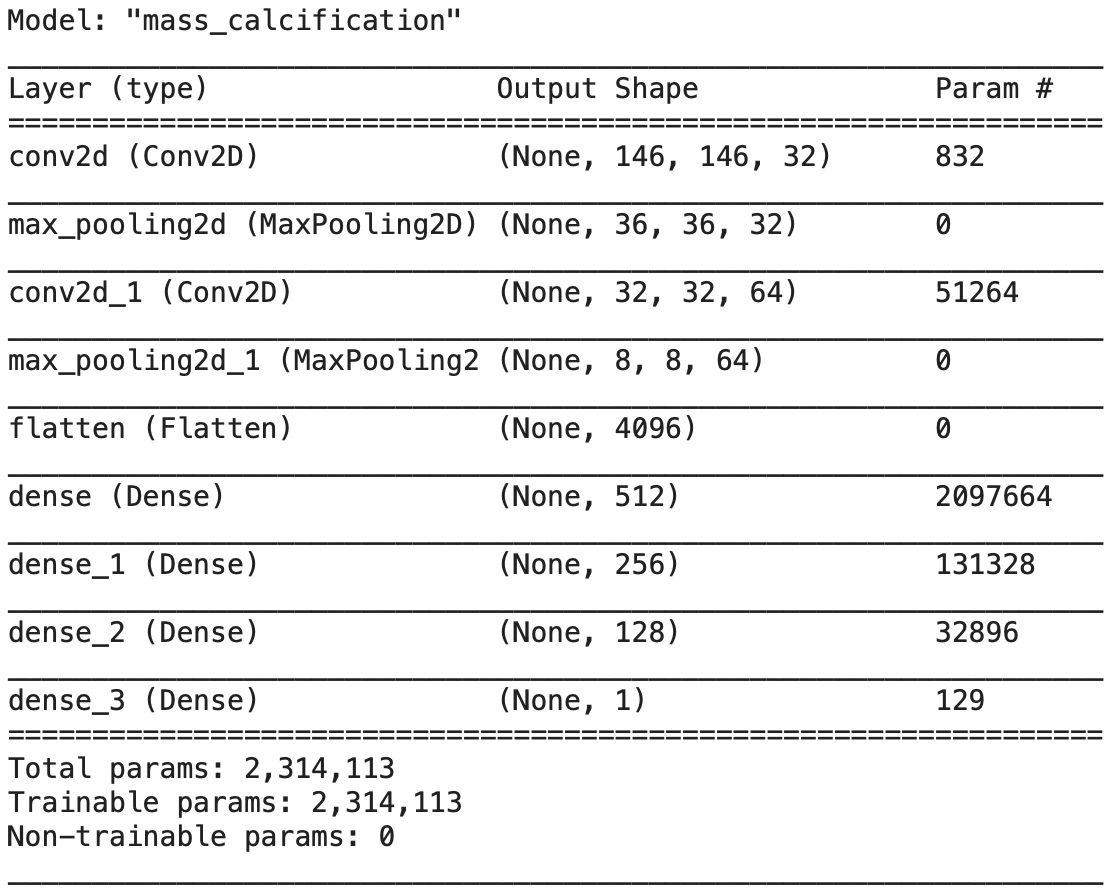 Model: "mass_calcification"
Layer (type) Output Shape Param #
=================================================================
conv2d (Conv2D) (None, 146, 146, 32) 832
max_pooling2d (MaxPooling2D) (None, 36, 36, 32) 0
conv2d_1 (Conv2D) (None, 32, 32, 64) 51264
max_pooling2d_1 (MaxPooling2 (None, 8, 8, 64) 0
flatten (Flatten) (None, 4096) 0
dense (Dense) (None, 512) 2097664
dense_1 (Dense) (None, 256) 131328
dense_2 (Dense) (None, 128) 32896
dense_3 (Dense) (None, 1) 129
=================================================================
Total params: 2,314,113
Trainable params: 2,314,113
Non-trainable params: 0